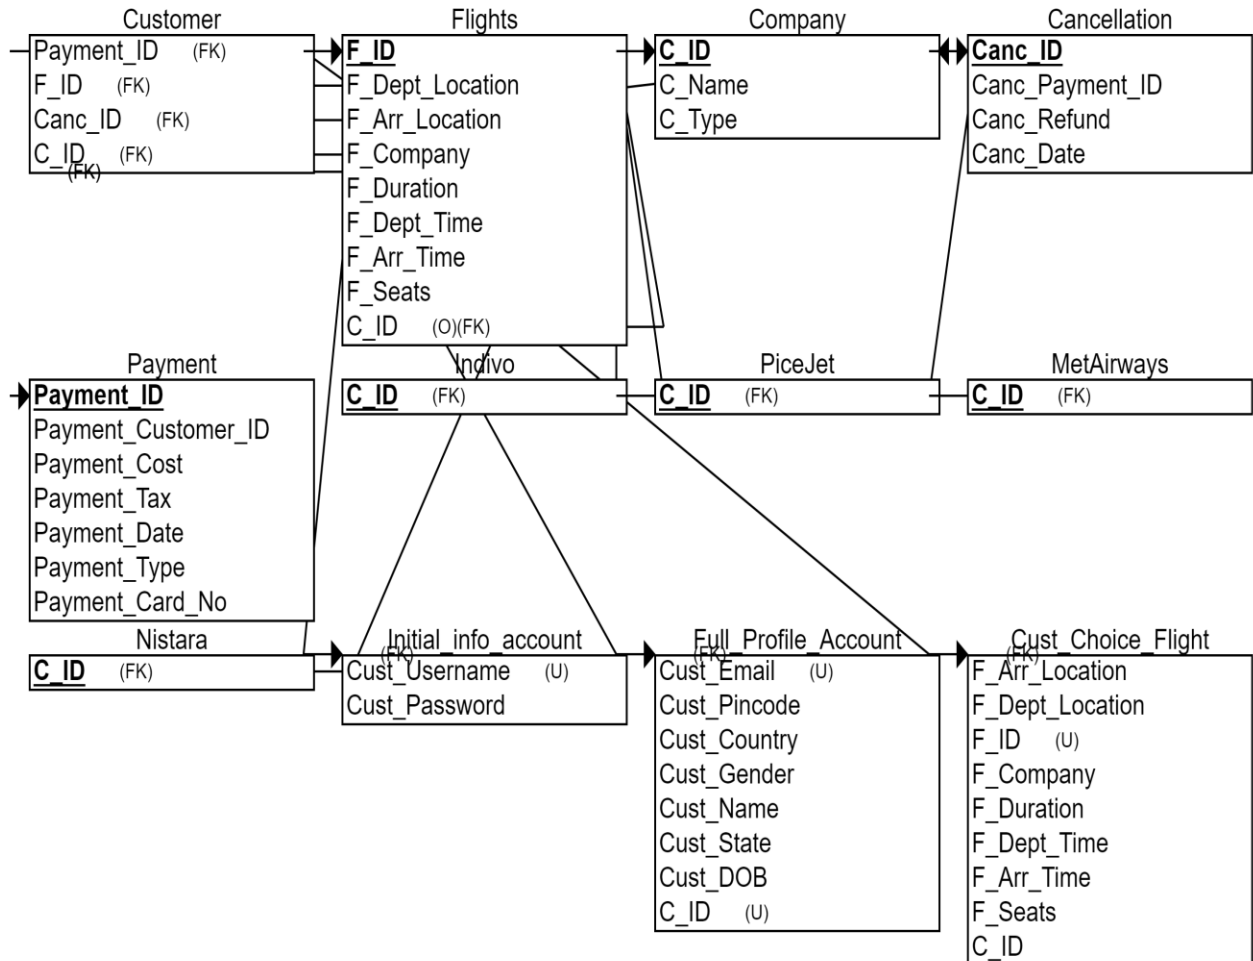 Customer
Payment_ID (FK)
F_ID (FK)
Canc_ID (FK)
C_ID (FK)
(FK)
Flights
F_ID
F_Dept_Location
F_Arr_Location
F_Company
F_Duration
F_Dept_Time
F_Arr_Time
F_Seats
C_ID (O)(FK)
Company
C_ID
C_Name
C_Type
Cancellation
Canc_ID
Canc_Payment_ID
Canc_Refund
Canc_Date
Payment
Payment_ID
Payment_Customer_ID
Payment_Cost
Payment_Tax
Payment_Date
Payment_Type
Payment_Card_No
Indivo
C_ID (FK)
PiceJet
C_ID (FK)
MetAirways
C_ID (FK)
Nistara
C_ID (FK)
Initial_info_account
(FK)
Cust_Username (U)
Cust_Password
Full_Profile_Account
(FK)
Cust_Email (U)
Cust_Pincode
Cust_Country
Cust_Gender
Cust_Name
Cust_State
Cust_DOB
C_ID (U)
Cust_Choice_Flight
(FK)
F_Arr_Location
F_Dept_Location
F_ID (U)
F_Company
F_Duration
F_Dept_Time
F_Arr_Time
F_Seats
C_ID